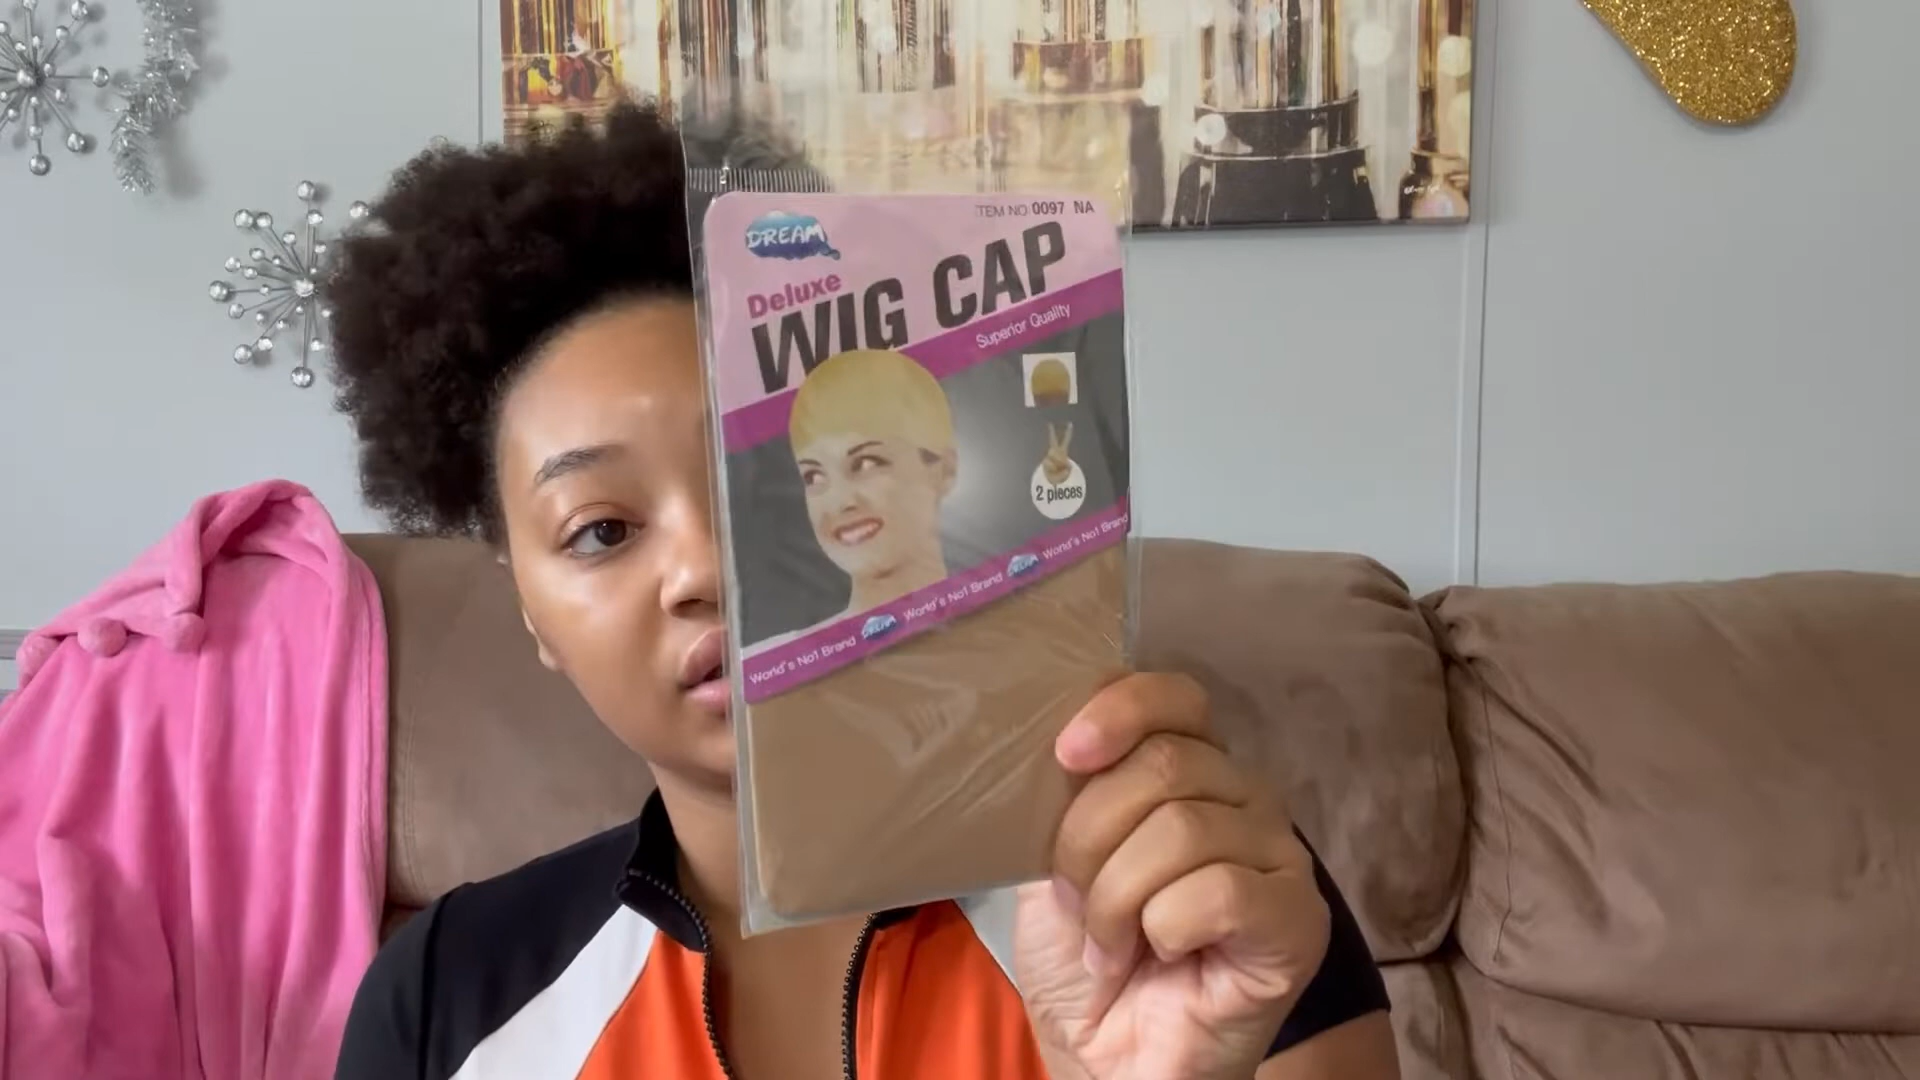 ITEM NO 0097 NA
DREAM
Deluxe
WIG CAP
Superior Quality
2 pieces
World's No1 Brand DREAM World's No1 Brand DREAM World's No1 Brand